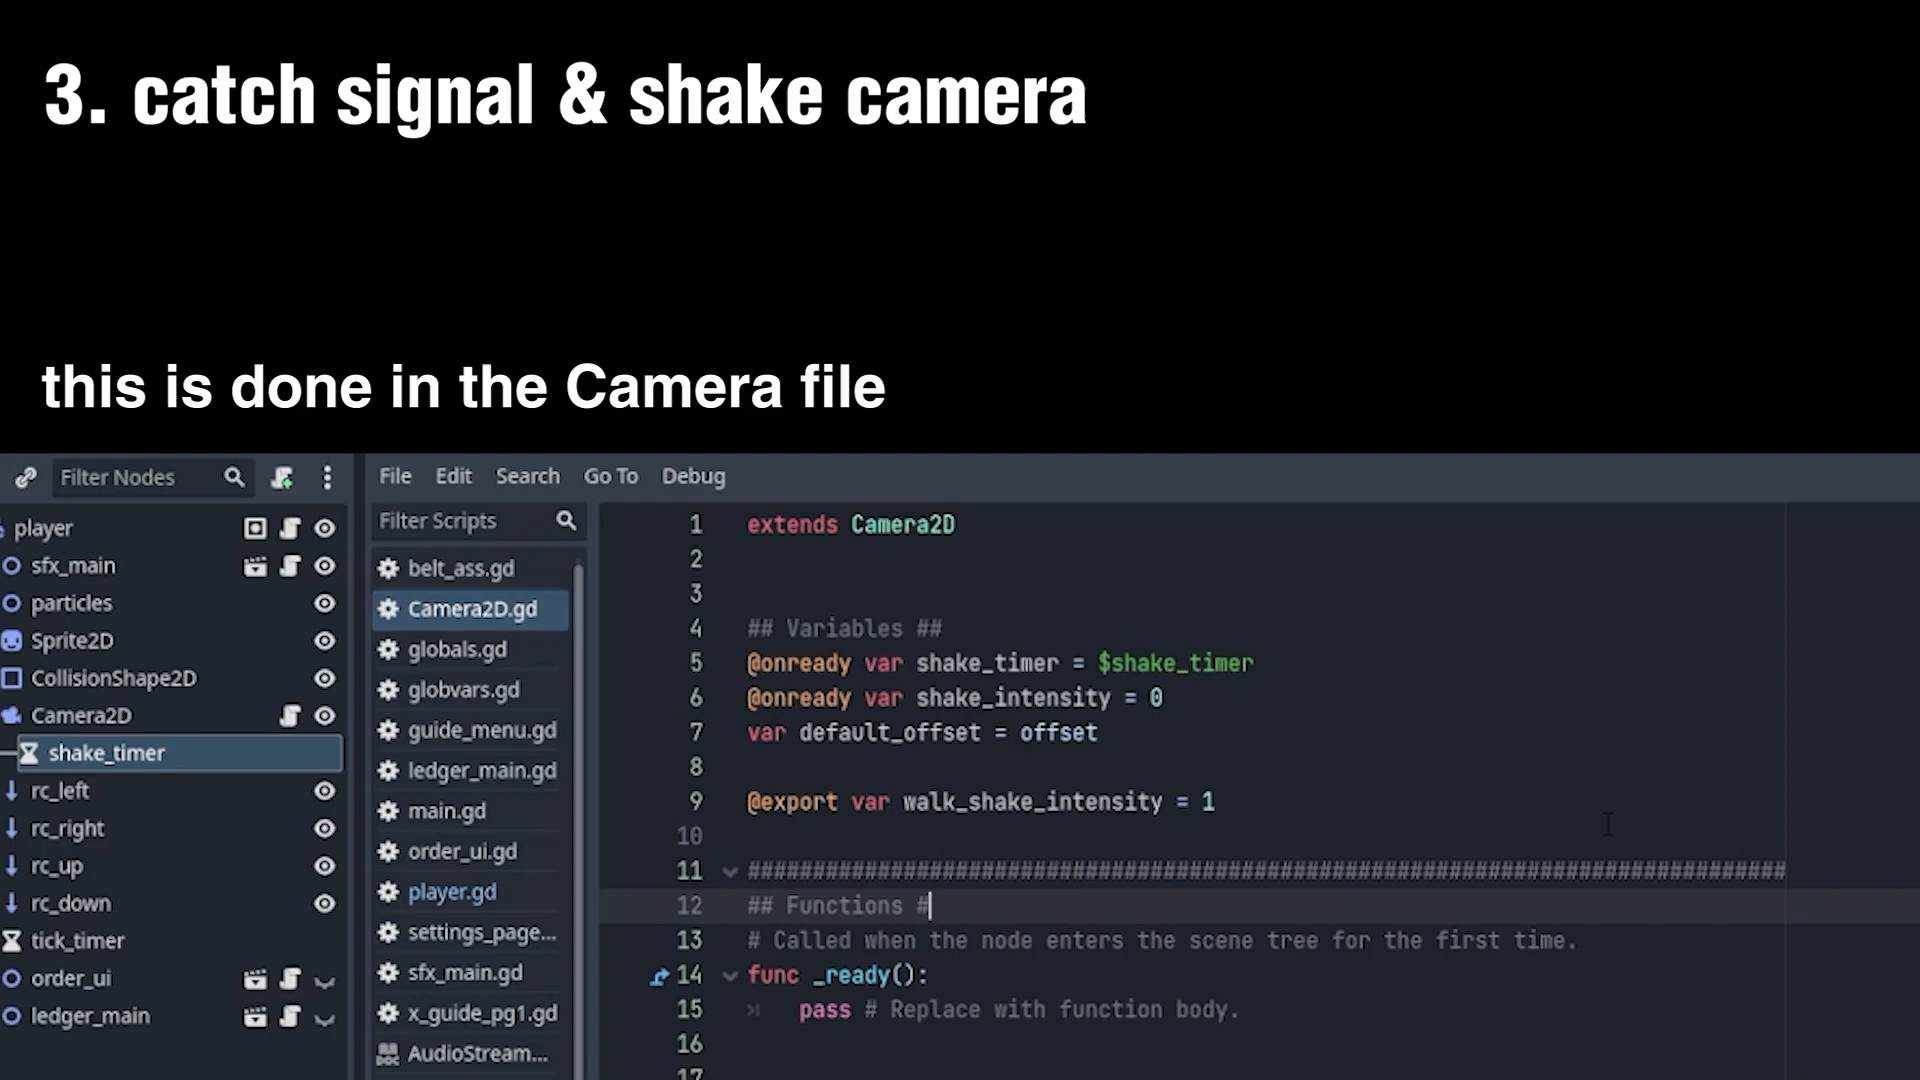 3. catch signal & shake camera
this is done in the Camera file
Filter Nodes
player
sfx_main
particles
Sprite2D
CollisionShape2D
Camera2D
shake_timer
rc_left
rc_right
rc_up
rc_down
tick_timer
order_ui
ledger_main
File Edit Search Go To Debug
Filter Scripts
belt_ass.gd
Camera2D.gd
globals.gd
globvars.gd
guide_menu.gd
ledger_main.gd
main.gd
order_ui.gd
player.gd
settings_page...
sfx_main.gd
x_guide_pg1.gd
AudioStream...
1 extends Camera2D
2
3
4 ## Variables ##
5 @onready var shake_timer = $shake_timer
6 @onready var shake_intensity = 0
7 var default_offset = offset
8
9 @export var walk_shake_intensity = 1
10
11 ################################################################################
12 ## Functions #
13 # Called when the node enters the scene tree for the first time.
14 func _ready():
15 pass # Replace with function body.
16
17